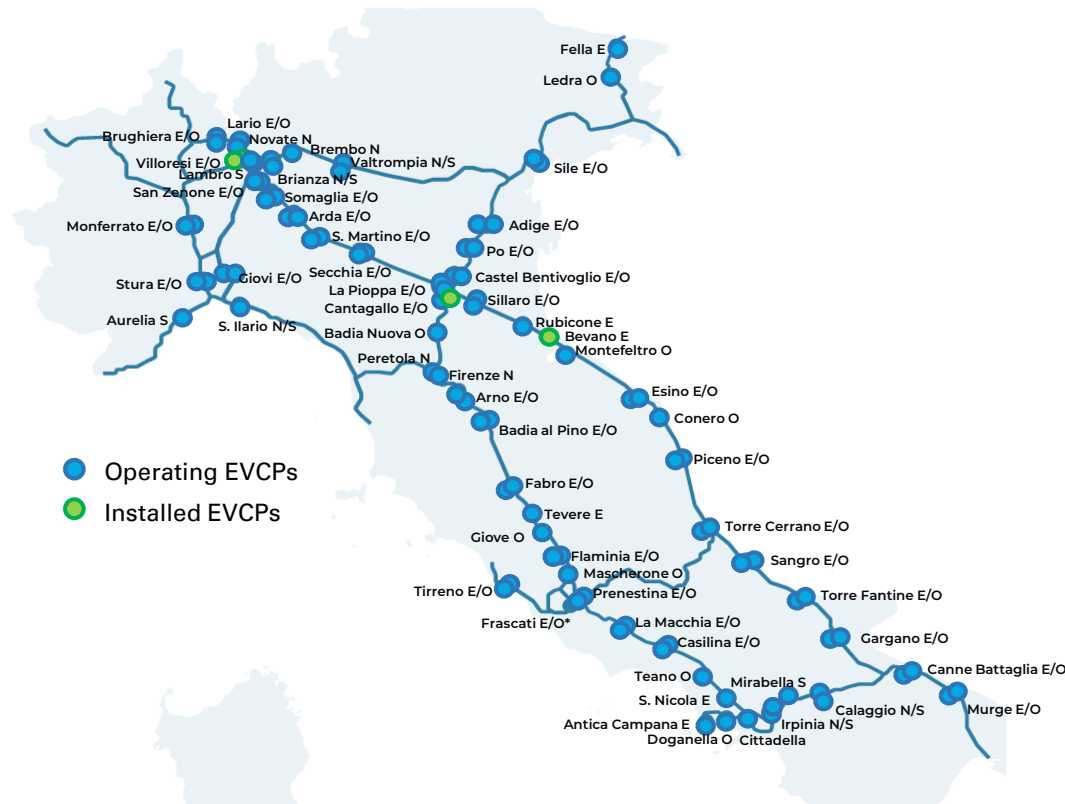 Fella E
Ledra O
Lario E/O
Brughiera E/O
Novate N
Brembo N
Villoresi E/O
Valtrompia N/S
Sile E/O
Lambro S
Brianza N/S
San Zenone E/O
Somaglia E/O
Arda E/O
Monferrato E/O
Adige E/O
S. Martino E/O
Po E/O
Secchia E/O
Castel Bentivoglio E/O
Stura E/O
Giovi E/O
La Pioppa E/O
Sillaro E/O
Cantagallo E/O
Aurelia S
S. Ilario N/S
Rubicone E
Badia Nuova O
Bevano E
Montefeltro O
Peretola N
Firenze N
Esino E/O
Arno E/O
Conero O
Badia al Pino E/O
Piceno E/O
Operating EVCPs
Installed EVCPs
Fabro E/O
Tevere E
Torre Cerrano E/O
Giove O
Flaminia E/O
Sangro E/O
Mascherone O
Tirreno E/O
Prenestina E/O
Torre Fantine E/O
Frascati E/O*
La Macchia E/O
Gargano E/O
Casilina E/O
Canne Battaglia E/O
Teano O
Mirabella S
S. Nicola E
Calaggio N/S
Murge E/O
Antica Campana E
Irpinia N/S
Doganella O
Cittadella